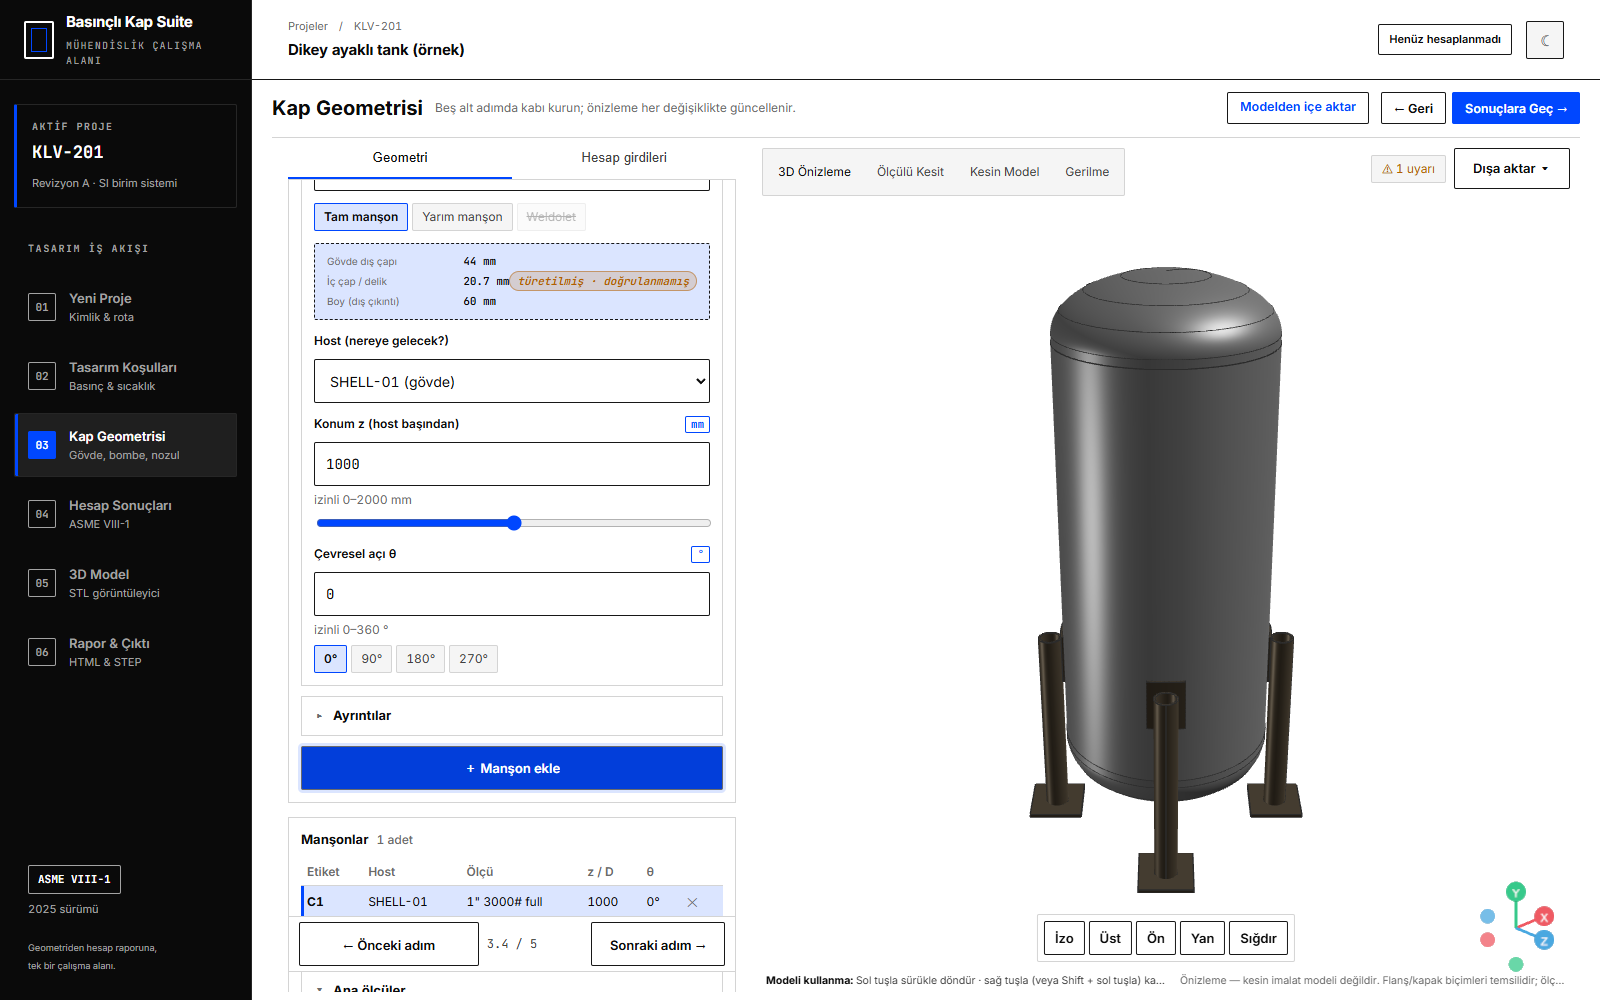 Basınçlı Kap Suite
MÜHENDİSLİK ÇALIŞMA
ALANI
AKTİF PROJE
KLV-201
Revizyon A · SI birim sistemi
TASARIM İŞ AKIŞI
01 Yeni Proje
Kimlik & rota
02 Tasarım Koşulları
Basınç & sıcaklık
03 Kap Geometrisi
Gövde, bombe, nozul
04 Hesap Sonuçları
ASME VIII-1
05 3D Model
STL görüntüleyici
06 Rapor & Çıktı
HTML & STEP
ASME VIII-1
2025 sürümü
Geometriden hesap raporuna,
tek bir çalışma alanı.
Projeler / KLV-201
Dikey ayaklı tank (örnek)
Henüz hesaplanmadı
Kap Geometrisi Beş alt adımda kabı kurun; önizleme her değişiklikte güncellenir.
Modelden içe aktar ← Geri Sonuçlara Geç →
Geometri Hesap girdileri
Tam manşon Yarım manşon Weldolet
Gövde dış çapı 44 mm
İç çap / delik 20.7 mm türetilmiş · doğrulanmamış
Boy (dış çıkıntı) 60 mm
Host (nereye gelecek?)
SHELL-01 (gövde)
Konum z (host başından) mm
1000
izinli 0–2000 mm
Çevresel açı θ °
0
izinli 0–360 °
0° 90° 180° 270°
▸ Ayrıntılar
+ Manşon ekle
Manşonlar 1 adet
Etiket Host Ölçü z / D θ
C1 SHELL-01 1" 3000# full 1000 0° ×
← Önceki adım 3.4 / 5 Sonraki adım →
Ana ölçüler
3D Önizleme Ölçülü Kesit Kesin Model Gerilme
⚠ 1 uyarı Dışa aktar ▾
Y
X
Z
İzo Üst Ön Yan Sığdır
Modeli kullanma: Sol tuşla sürükle döndür · sağ tuşla (veya Shift + sol tuşla) ka... Önizleme — kesin imalat modeli değildir. Flanş/kapak biçimleri temsilidir; ölç...